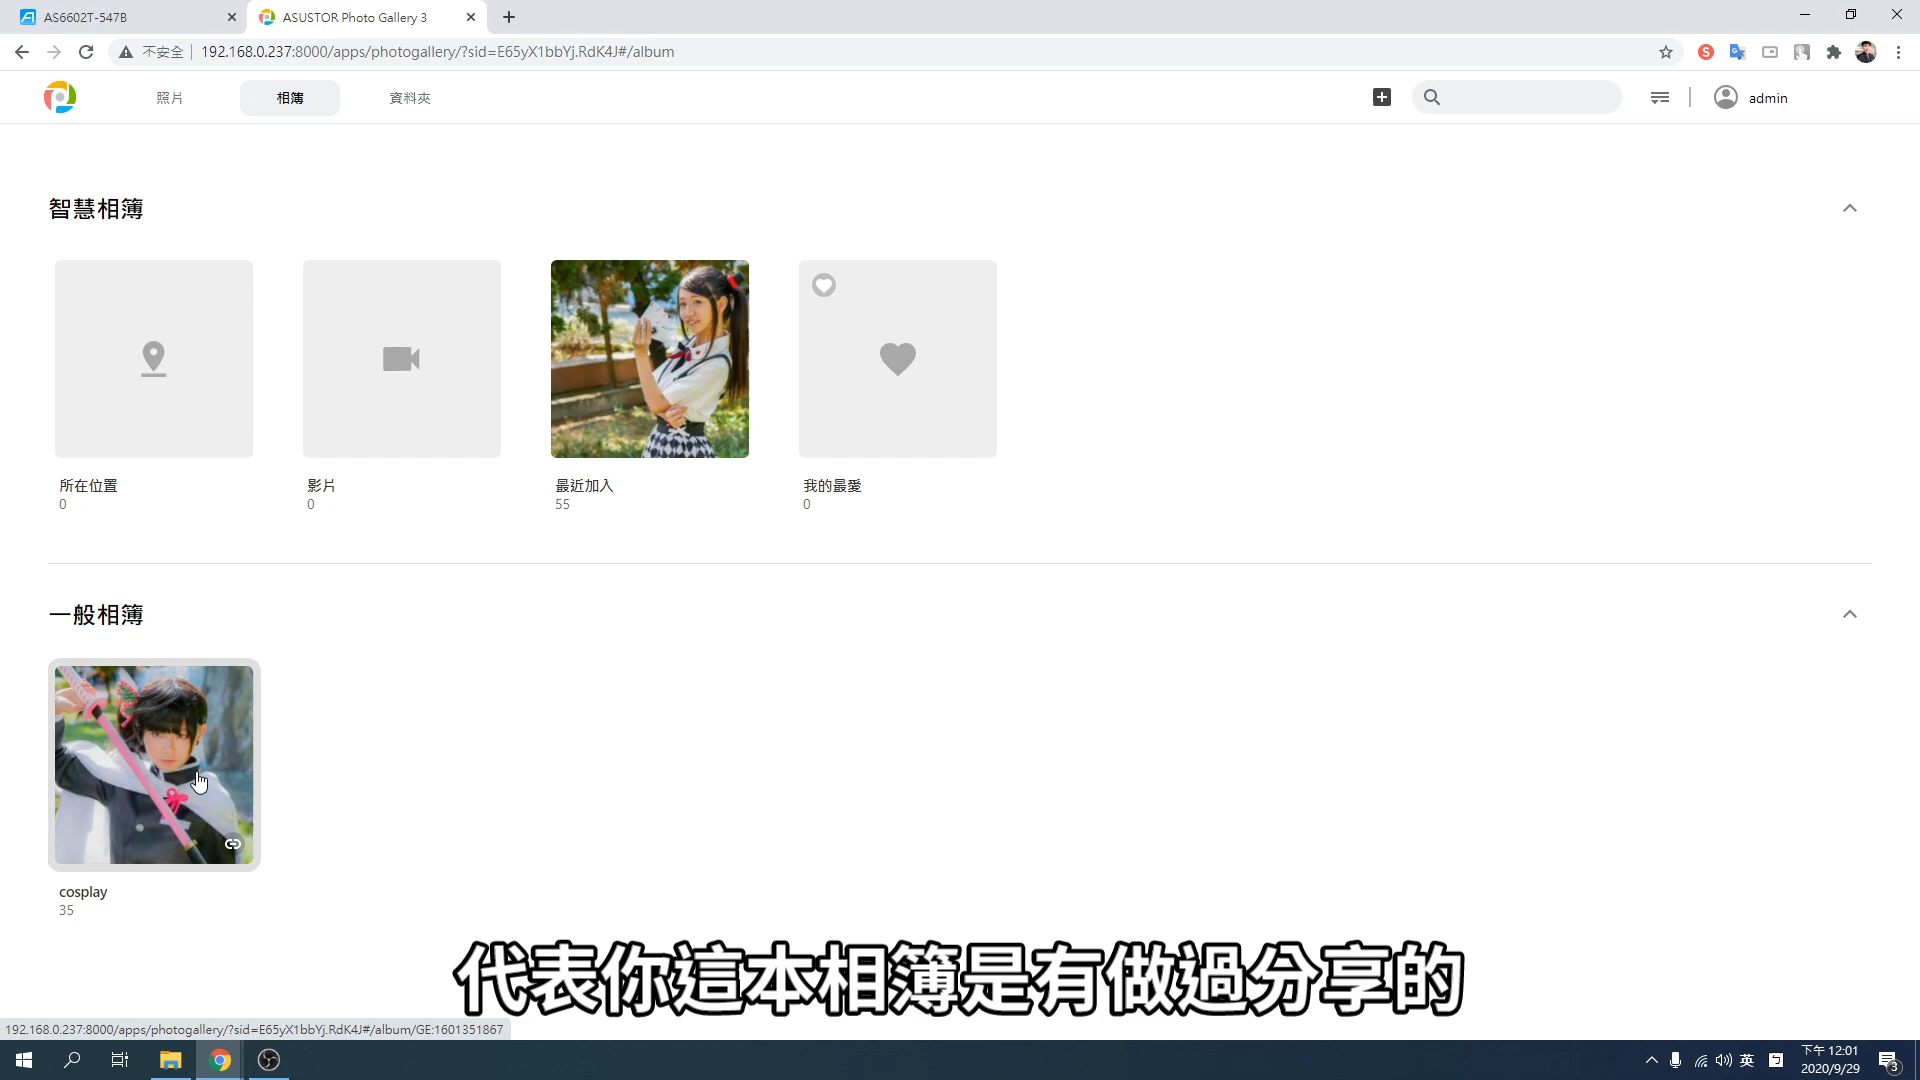 AS6602T-547B
ASUSTOR Photo Gallery 3
不安全
192.168.0.237:8000/apps/photogallery/?sid=E65yX1bbYj.RdK4J#/album
照片
相簿
資料夾
admin
智慧相簿
所在位置
0
影片
0
最近加入
55
我的最愛
0
一般相簿
cosplay
35
代表你這本相簿是有做過分享的
192.168.0.237:8000/apps/photogallery/?sid=E65yX1bbYj.RdK4J#/album/GE:1601351867
英
下午 12:01
2020/9/29
3